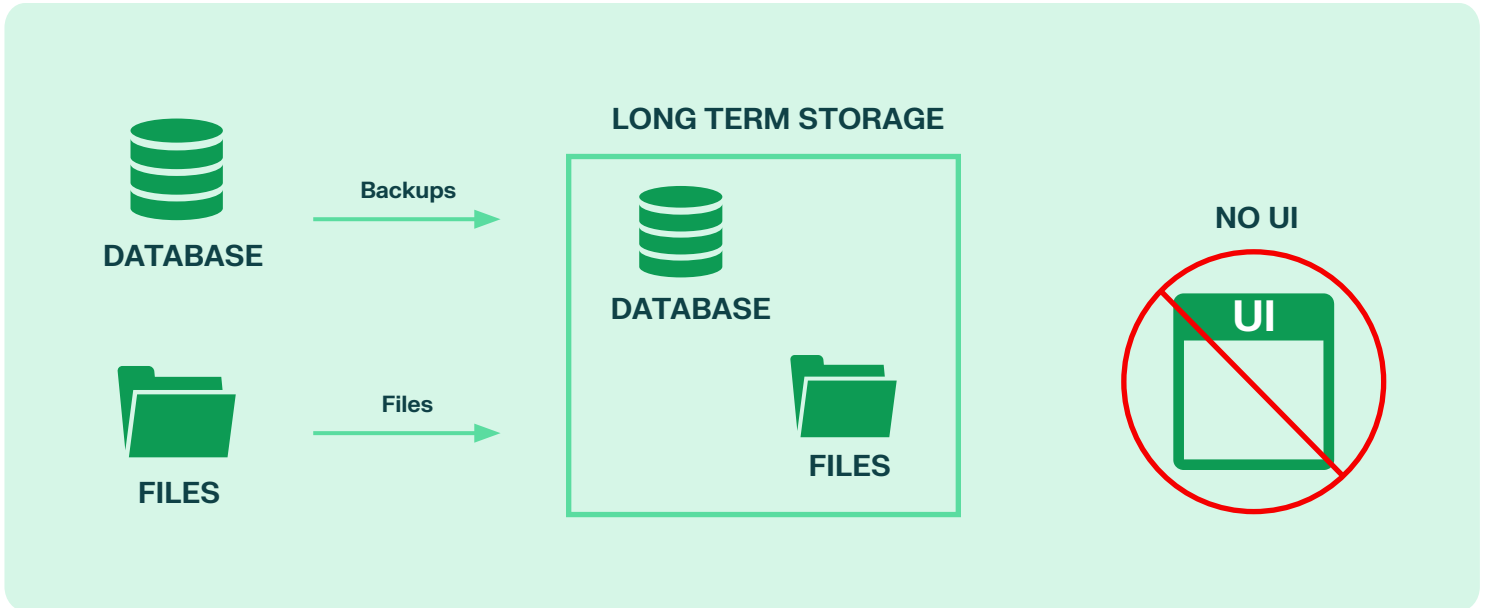 LONG TERM STORAGE
Backups
DATABASE
DATABASE
Files
FILES
FILES
NO UI
UI